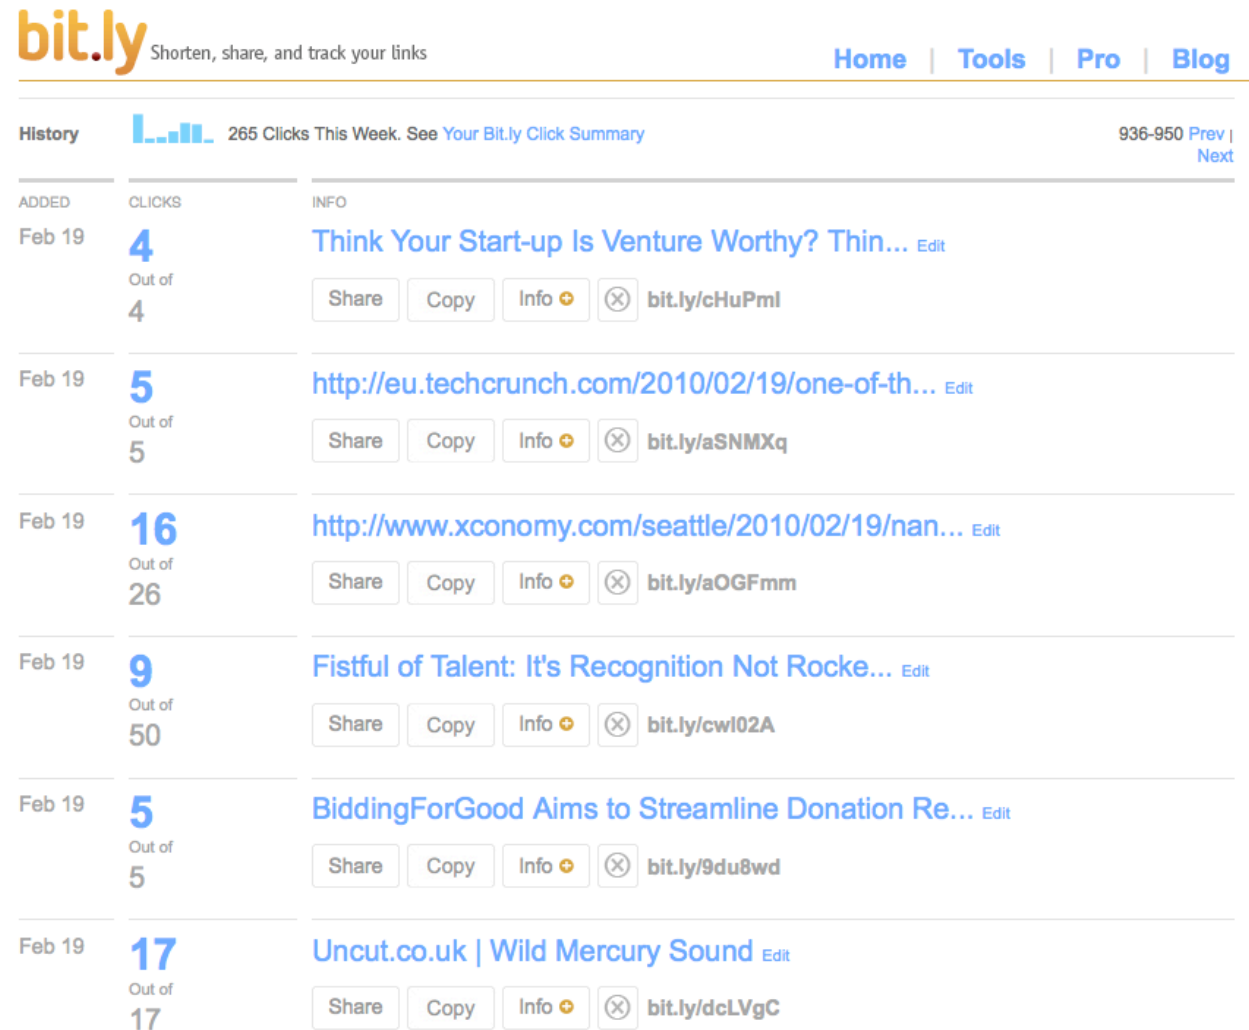 bit.ly Shorten, share, and track your links
Home | Tools | Pro | Blog
History 265 Clicks This Week. See Your Bit.ly Click Summary 936-950 Prev |
Next
ADDED CLICKS INFO
Feb 19 4 Think Your Start-up Is Venture Worthy? Thin... Edit
Out of
4 Share Copy Info bit.ly/cHuPml
Feb 19 5 http://eu.techcrunch.com/2010/02/19/one-of-th... Edit
Out of
5 Share Copy Info bit.ly/aSNMXq
Feb 19 16 http://www.xconomy.com/seattle/2010/02/19/nan... Edit
Out of
26 Share Copy Info bit.ly/aOGFmm
Feb 19 9 Fistful of Talent: It's Recognition Not Rocke... Edit
Out of
50 Share Copy Info bit.ly/cwl02A
Feb 19 5 BiddingForGood Aims to Streamline Donation Re... Edit
Out of
5 Share Copy Info bit.ly/9du8wd
Feb 19 17 Uncut.co.uk | Wild Mercury Sound Edit
Out of
17 Share Copy Info bit.ly/dcLVgC